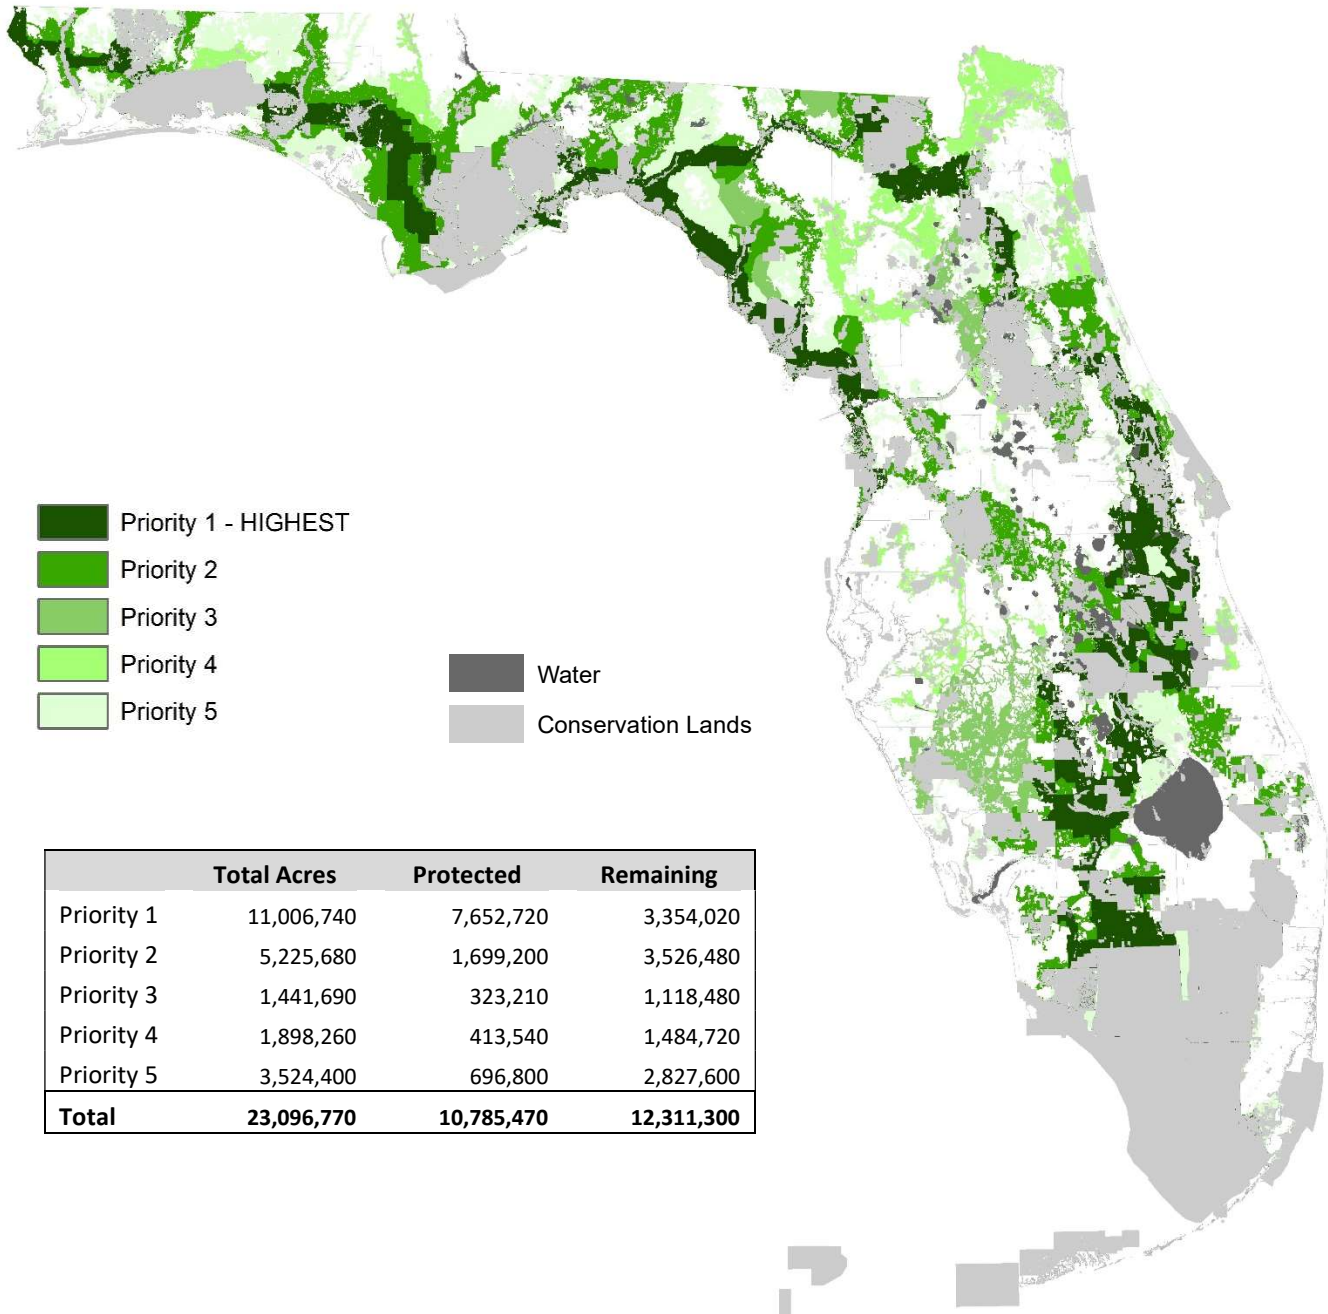 Priority 1 - HIGHEST
Priority 2
Priority 3
Priority 4
Priority 5
Water
Conservation Lands
Total Acres Protected Remaining
Priority 1 11,006,740 7,652,720 3,354,020
Priority 2 5,225,680 1,699,200 3,526,480
Priority 3 1,441,690 323,210 1,118,480
Priority 4 1,898,260 413,540 1,484,720
Priority 5 3,524,400 696,800 2,827,600
Total 23,096,770 10,785,470 12,311,300